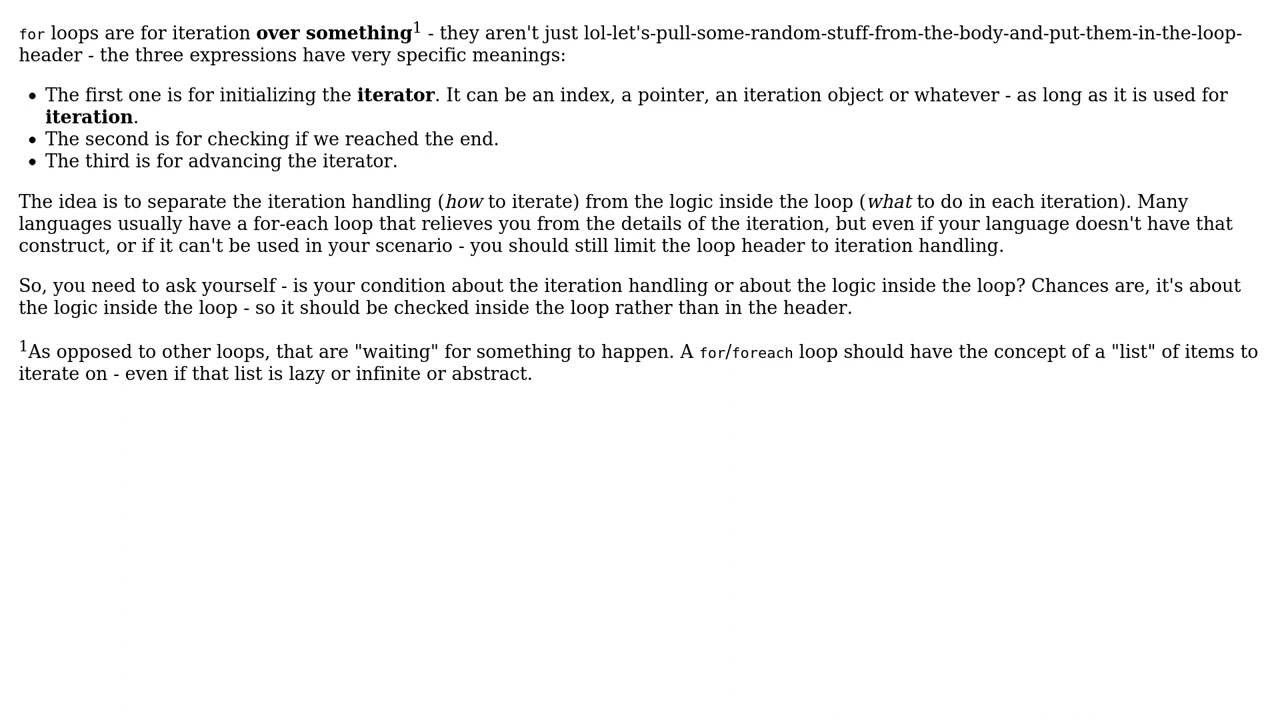 for loops are for iteration over something1 - they aren't just lol-let's-pull-some-random-stuff-from-the-body-and-put-them-in-the-loop-
header - the three expressions have very specific meanings:
• The first one is for initializing the iterator. It can be an index, a pointer, an iteration object or whatever - as long as it is used for
iteration.
• The second is for checking if we reached the end.
• The third is for advancing the iterator.
The idea is to separate the iteration handling (how to iterate) from the logic inside the loop (what to do in each iteration). Many
languages usually have a for-each loop that relieves you from the details of the iteration, but even if your language doesn't have that
construct, or if it can't be used in your scenario - you should still limit the loop header to iteration handling.
So, you need to ask yourself - is your condition about the iteration handling or about the logic inside the loop? Chances are, it's about
the logic inside the loop - so it should be checked inside the loop rather than in the header.
1As opposed to other loops, that are "waiting" for something to happen. A for/foreach loop should have the concept of a "list" of items to
iterate on - even if that list is lazy or infinite or abstract.